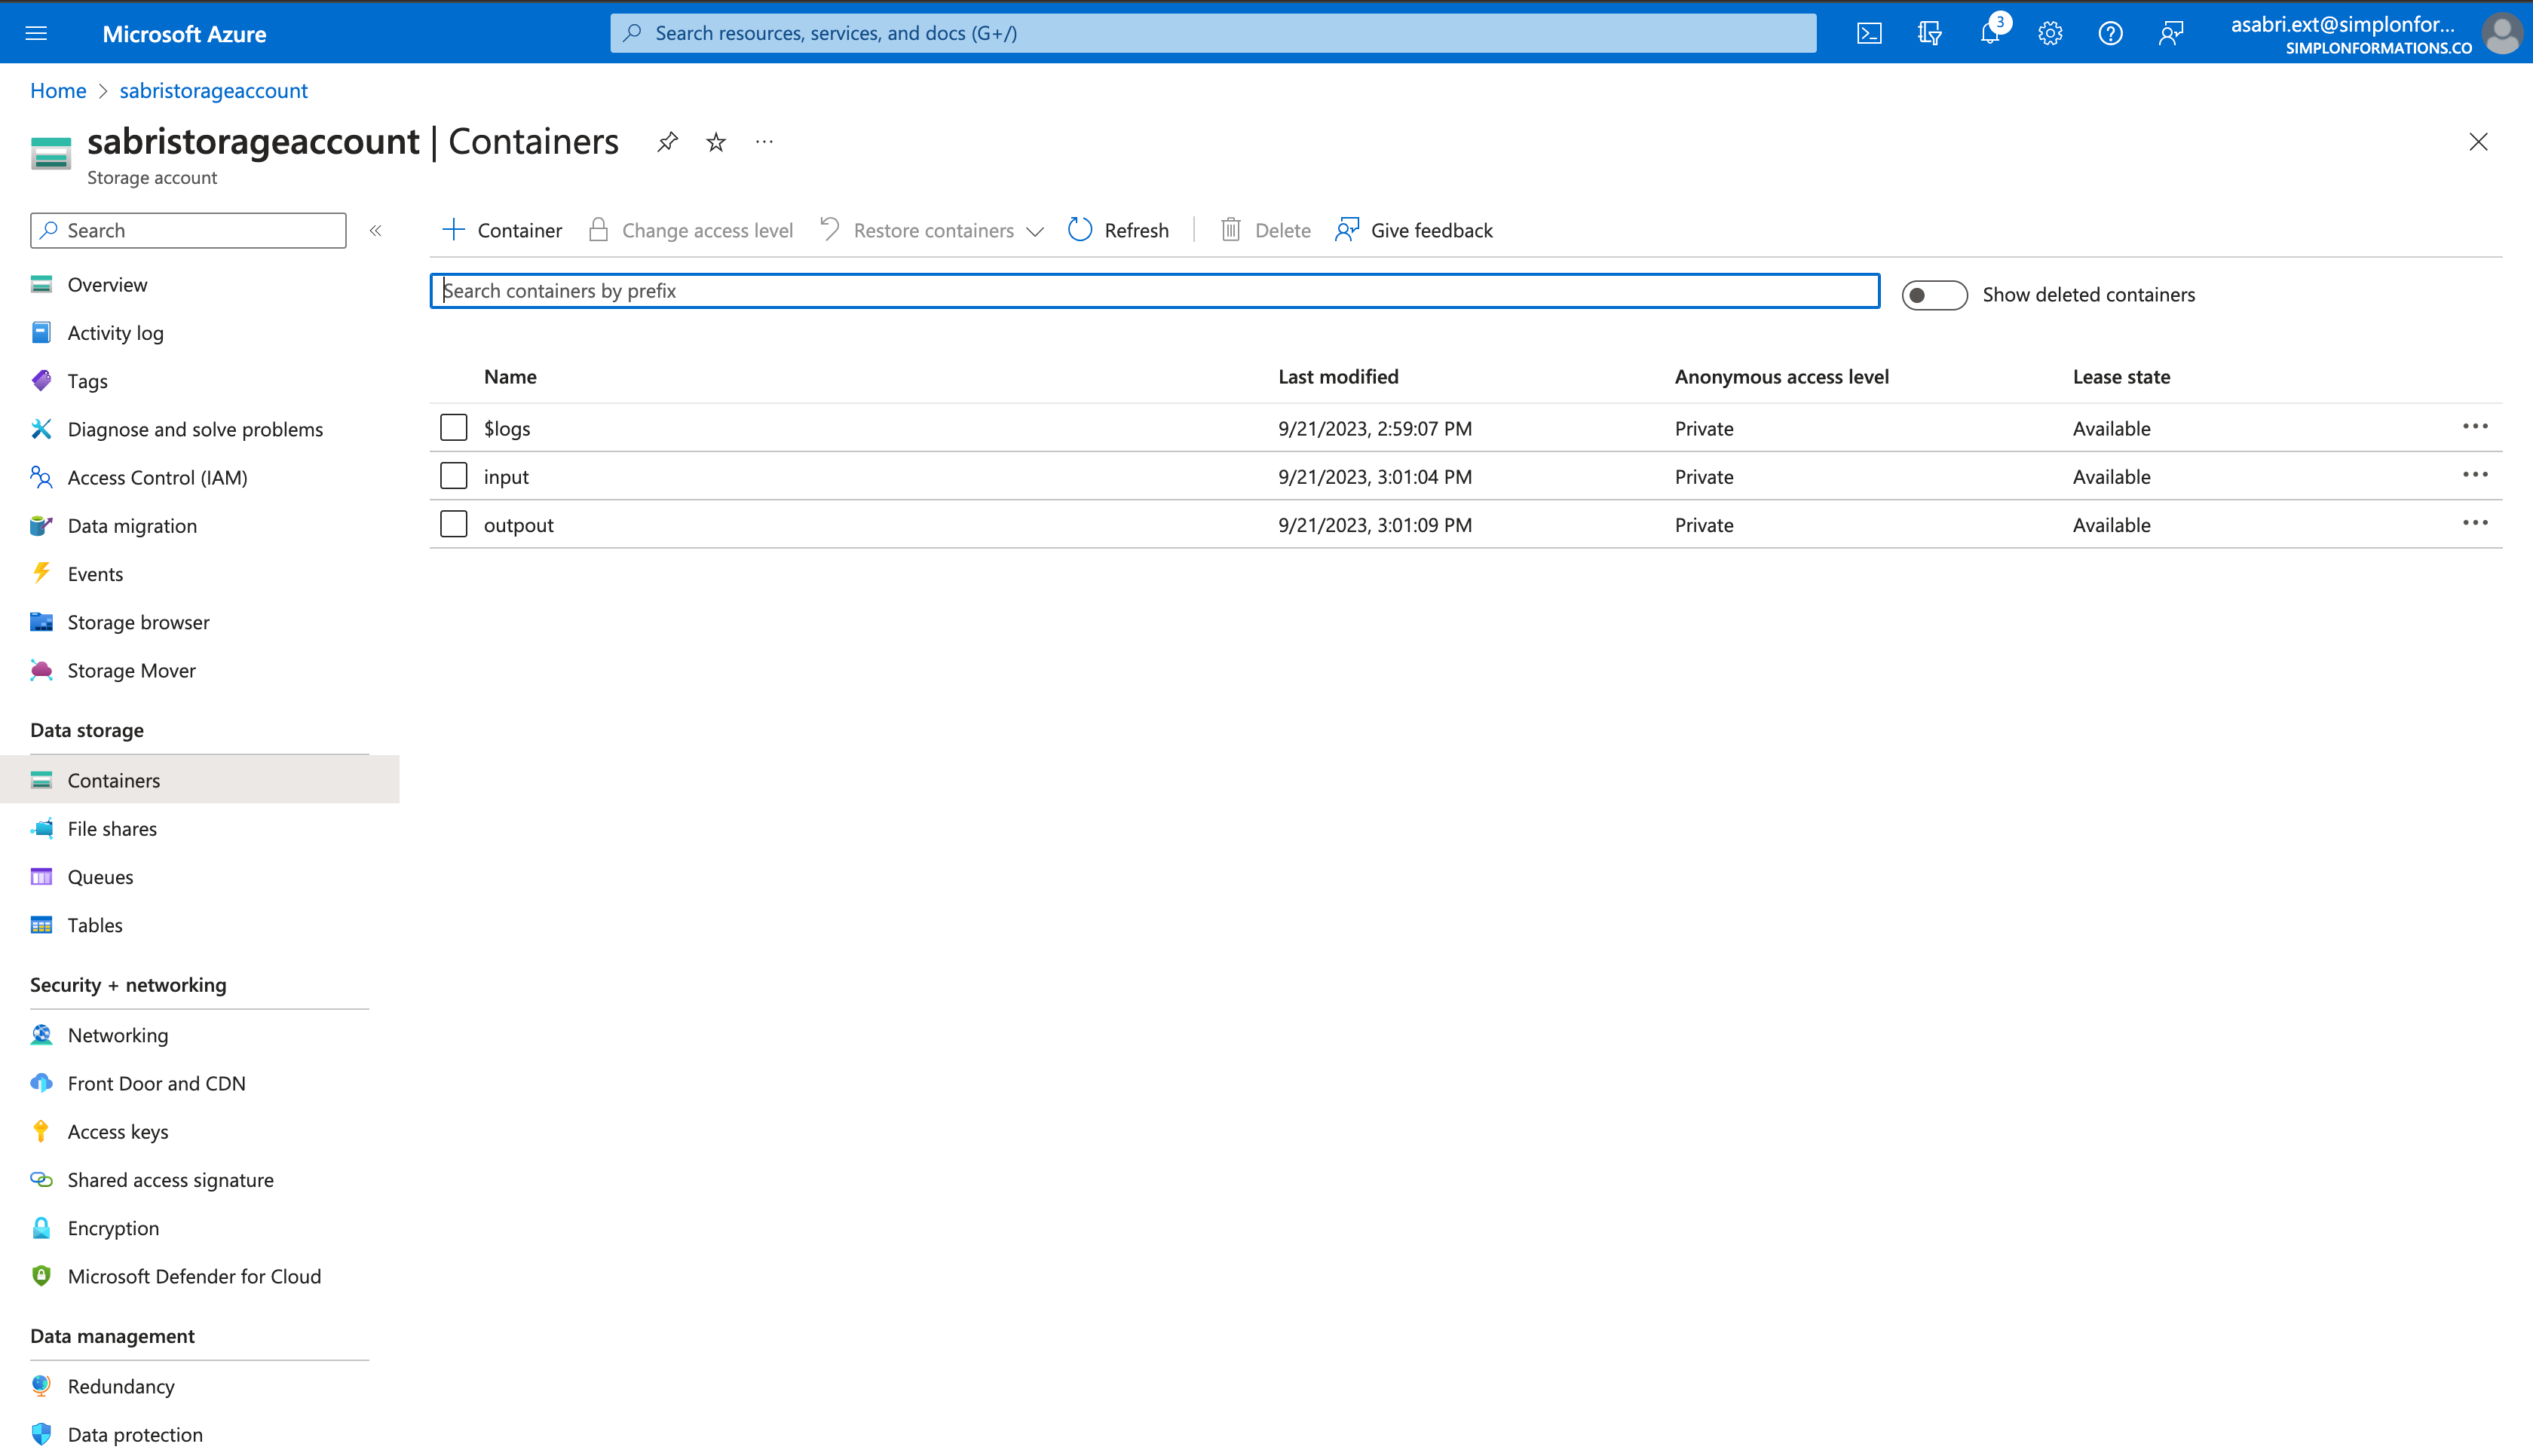 Microsoft Azure
Search resources, services, and docs (G+/)
3
asabri.ext@simplonfor...
SIMPLONFORMATIONS.CO
Home > sabristorageaccount
sabristorageaccount | Containers
Storage account
Search
Container
Change access level
Restore containers
Refresh
Delete
Give feedback
Search containers by prefix
Show deleted containers
Overview
Activity log
Tags
Diagnose and solve problems
Access Control (IAM)
Data migration
Events
Storage browser
Storage Mover
Data storage
Containers
File shares
Queues
Tables
Security + networking
Networking
Front Door and CDN
Access keys
Shared access signature
Encryption
Microsoft Defender for Cloud
Data management
Redundancy
Data protection
Name Last modified Anonymous access level Lease state
$logs 9/21/2023, 2:59:07 PM Private Available
input 9/21/2023, 3:01:04 PM Private Available
outpout 9/21/2023, 3:01:09 PM Private Available